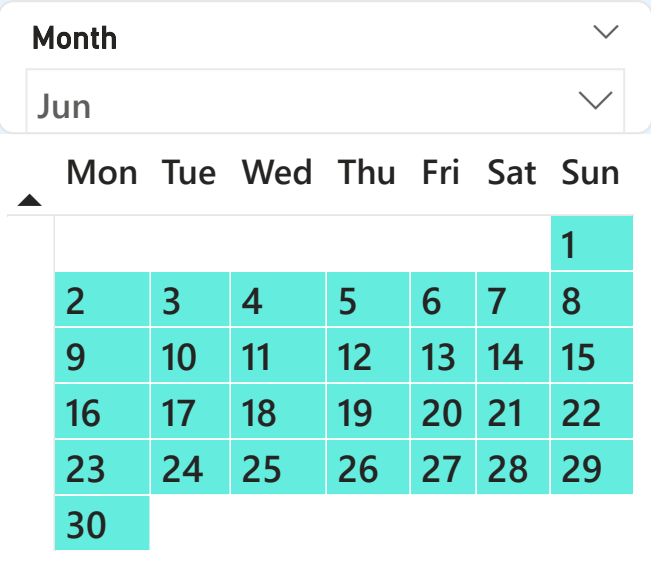 Month
Jun
Mon Tue Wed Thu Fri Sat Sun
1
2 3 4 5 6 7 8
9 10 11 12 13 14 15
16 17 18 19 20 21 22
23 24 25 26 27 28 29
30